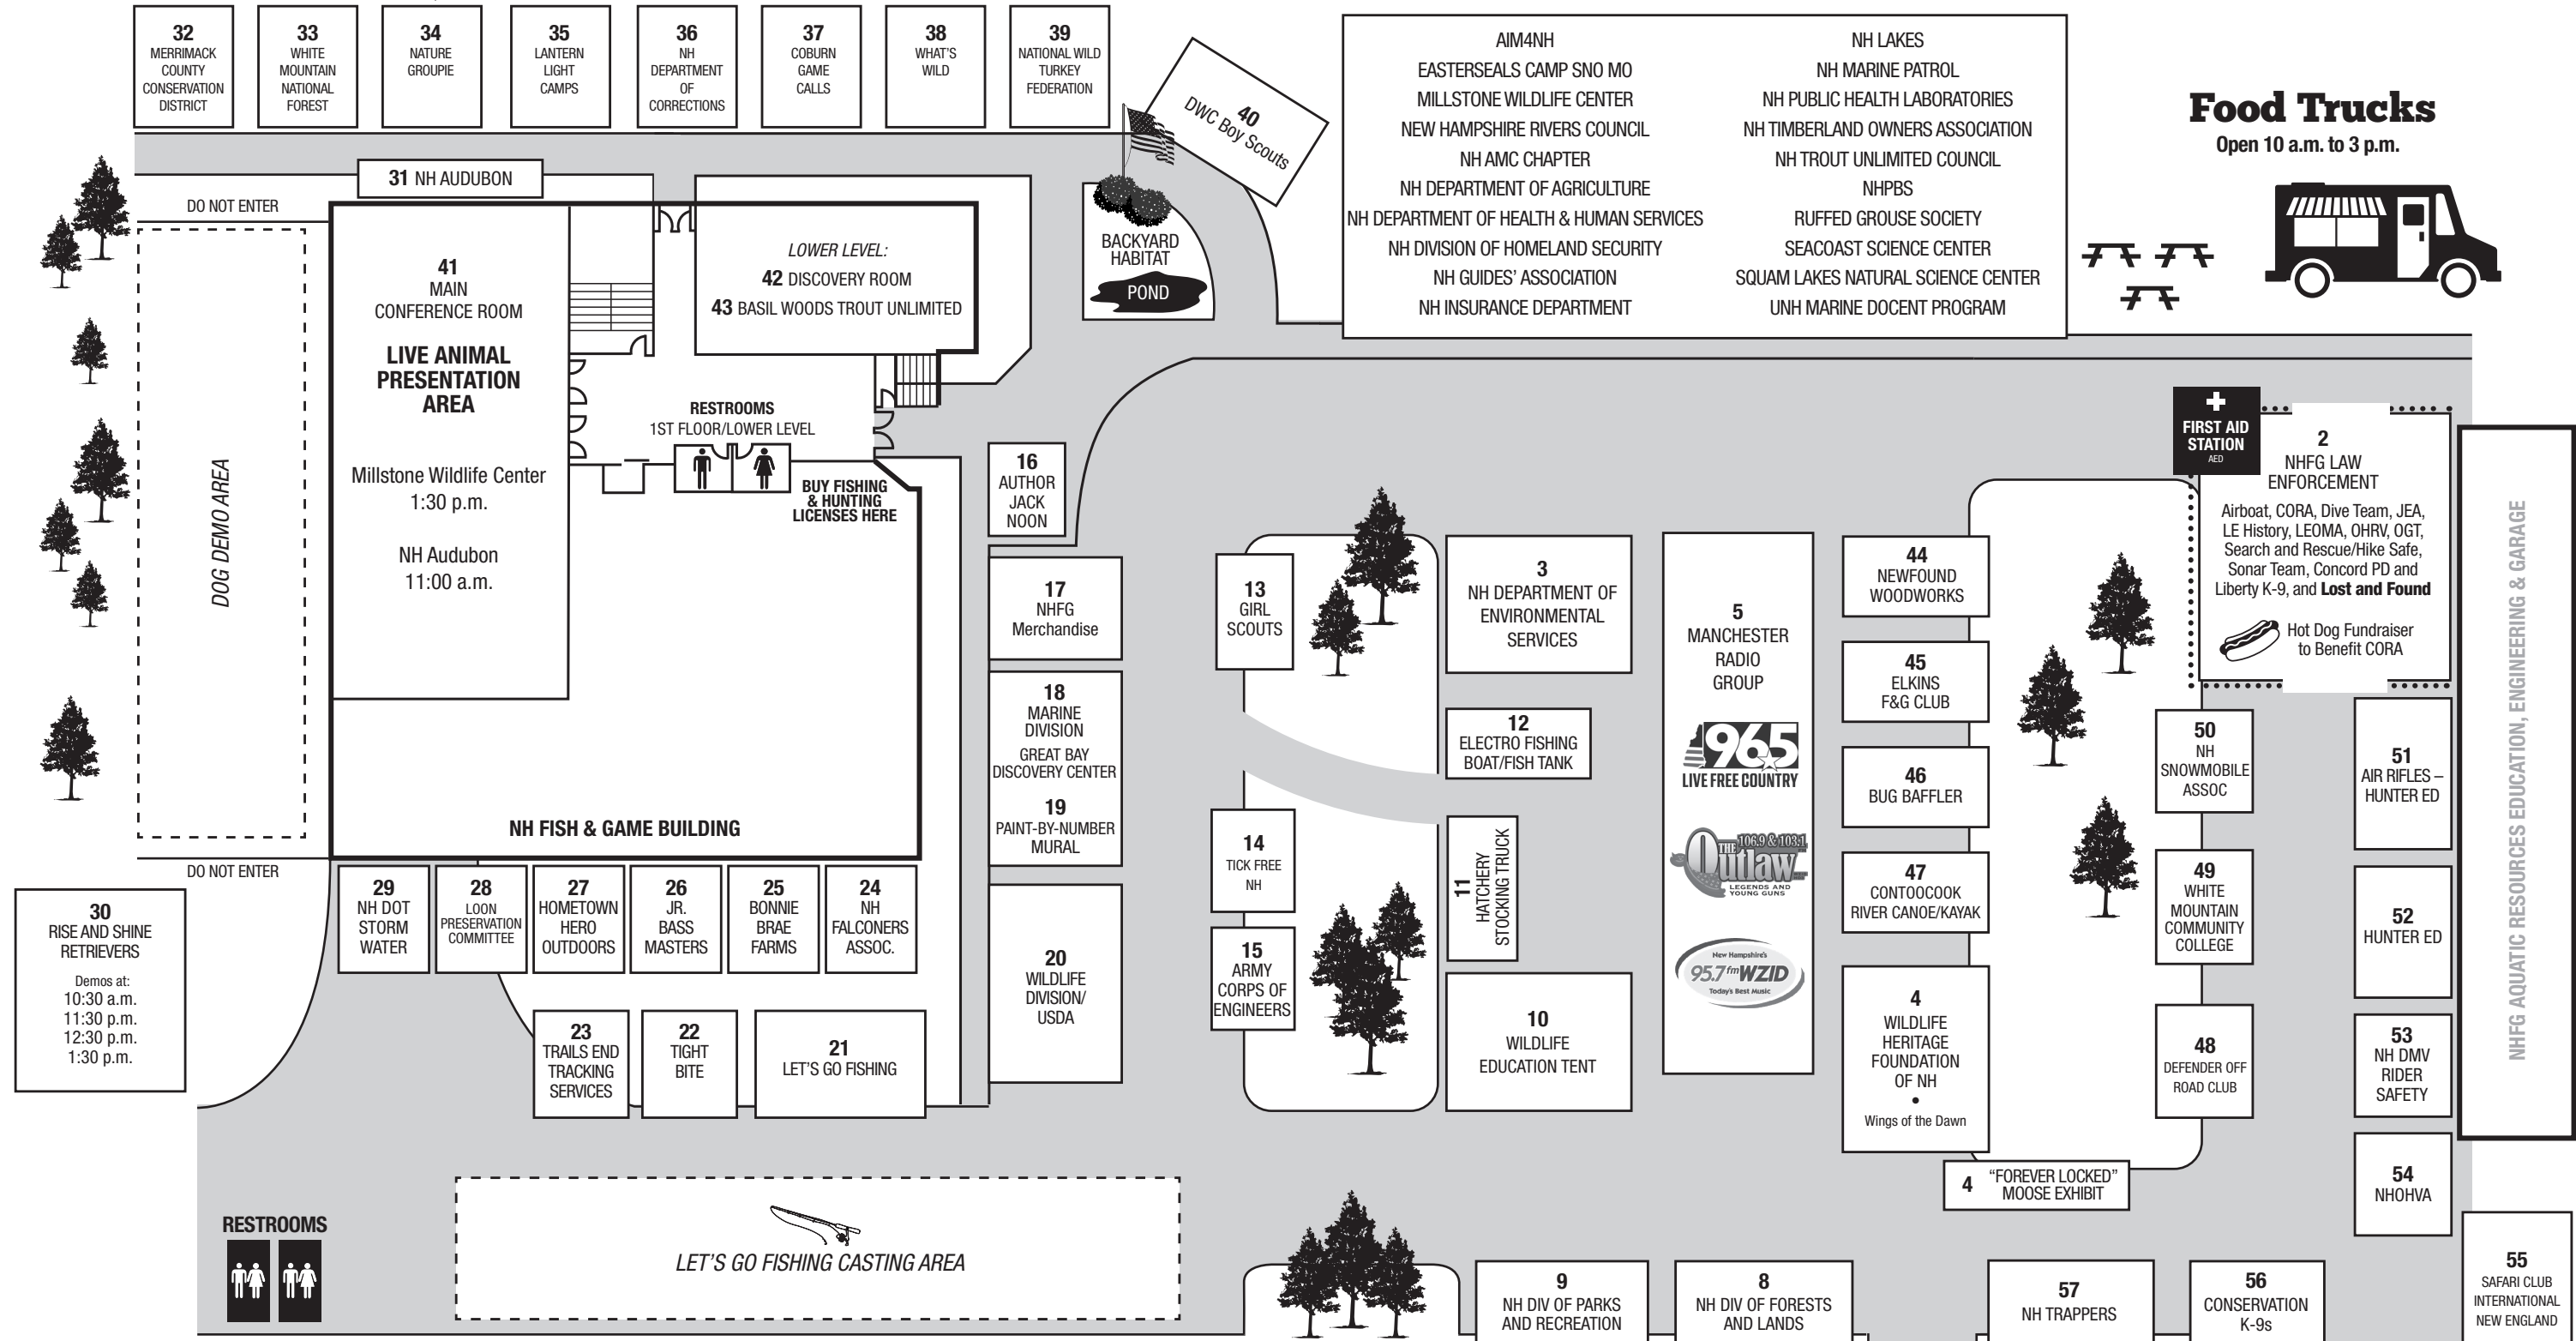 32
MERRIMACK
COUNTY
CONSERVATION
DISTRICT
33
WHITE
MOUNTAIN
NATIONAL
FOREST
34
NATURE
GROUPIE
35
LANTERN
LIGHT
CAMPS
36
NH
DEPARTMENT
OF
CORRECTIONS
37
COBURN
GAME
CALLS
38
WHAT'S
WILD
39
NATIONAL WILD
TURKEY
FEDERATION
40
DWC Boy Scouts
AIM4NH
EASTERSEALS CAMP SNO MO
MILLSTONE WILDLIFE CENTER
NEW HAMPSHIRE RIVERS COUNCIL
NH AMC CHAPTER
NH DEPARTMENT OF AGRICULTURE
NH DEPARTMENT OF HEALTH & HUMAN SERVICES
NH DIVISION OF HOMELAND SECURITY
NH GUIDES' ASSOCIATION
NH INSURANCE DEPARTMENT
NH LAKES
NH MARINE PATROL
NH PUBLIC HEALTH LABORATORIES
NH TIMBERLAND OWNERS ASSOCIATION
NH TROUT UNLIMITED COUNCIL
NHPBS
RUFFED GROUSE SOCIETY
SEACOAST SCIENCE CENTER
SQUAM LAKES NATURAL SCIENCE CENTER
UNH MARINE DOCENT PROGRAM
Food Trucks
Open 10 a.m. to 3 p.m.
31 NH AUDUBON
DO NOT ENTER
DOG DEMO AREA
DO NOT ENTER
41
MAIN
CONFERENCE ROOM
LIVE ANIMAL
PRESENTATION
AREA
Millstone Wildlife Center
1:30 p.m.
NH Audubon
11:00 a.m.
LOWER LEVEL:
42 DISCOVERY ROOM
43 BASIL WOODS TROUT UNLIMITED
RESTROOMS
1ST FLOOR/LOWER LEVEL
BUY FISHING
& HUNTING
LICENSES HERE
NH FISH & GAME BUILDING
BACKYARD
HABITAT
POND
16
AUTHOR
JACK
NOON
17
NHFG
Merchandise
18
MARINE
DIVISION
GREAT BAY
DISCOVERY CENTER
19
PAINT-BY-NUMBER
MURAL
20
WILDLIFE
DIVISION/
USDA
13
GIRL
SCOUTS
14
TICK FREE
NH
15
ARMY
CORPS OF
ENGINEERS
3
NH DEPARTMENT OF
ENVIRONMENTAL
SERVICES
12
ELECTRO FISHING
BOAT/FISH TANK
11
HATCHERY
STOCKING TRUCK
10
WILDLIFE
EDUCATION TENT
5
MANCHESTER
RADIO
GROUP
965
LIVE FREE COUNTRY
106.9 & 103.1
THE
Outlaw
LEGENDS AND
YOUNG GUNS
New Hampshire's
95.7fm WZID
Today's Best Music
44
NEWFOUND
WOODWORKS
45
ELKINS
F&G CLUB
46
BUG BAFFLER
47
CONTOOCOOK
RIVER CANOE/KAYAK
4
WILDLIFE
HERITAGE
FOUNDATION
OF NH
•
Wings of the Dawn
4 "FOREVER LOCKED"
MOOSE EXHIBIT
FIRST AID
STATION
AED
2
NHFG LAW
ENFORCEMENT
Airboat, CORA, Dive Team, JEA,
LE History, LEOMA, OHRV, OGT,
Search and Rescue/Hike Safe,
Sonar Team, Concord PD and
Liberty K-9, and Lost and Found
Hot Dog Fundraiser
to Benefit CORA
50
NH
SNOWMOBILE
ASSOC
49
WHITE
MOUNTAIN
COMMUNITY
COLLEGE
48
DEFENDER OFF
ROAD CLUB
51
AIR RIFLES –
HUNTER ED
52
HUNTER ED
53
NH DMV
RIDER
SAFETY
54
NHOHVA
NHFG AQUATIC RESOURCES EDUCATION, ENGINEERING & GARAGE
30
RISE AND SHINE
RETRIEVERS
Demos at:
10:30 a.m.
11:30 p.m.
12:30 p.m.
1:30 p.m.
29
NH DOT
STORM
WATER
28
LOON
PRESERVATION
COMMITTEE
27
HOMETOWN
HERO
OUTDOORS
26
JR.
BASS
MASTERS
25
BONNIE
BRAE
FARMS
24
NH
FALCONERS
ASSOC.
23
TRAILS END
TRACKING
SERVICES
22
TIGHT
BITE
21
LET'S GO FISHING
RESTROOMS
LET'S GO FISHING CASTING AREA
9
NH DIV OF PARKS
AND RECREATION
8
NH DIV OF FORESTS
AND LANDS
57
NH TRAPPERS
56
CONSERVATION
K-9s
55
SAFARI CLUB
INTERNATIONAL
NEW ENGLAND